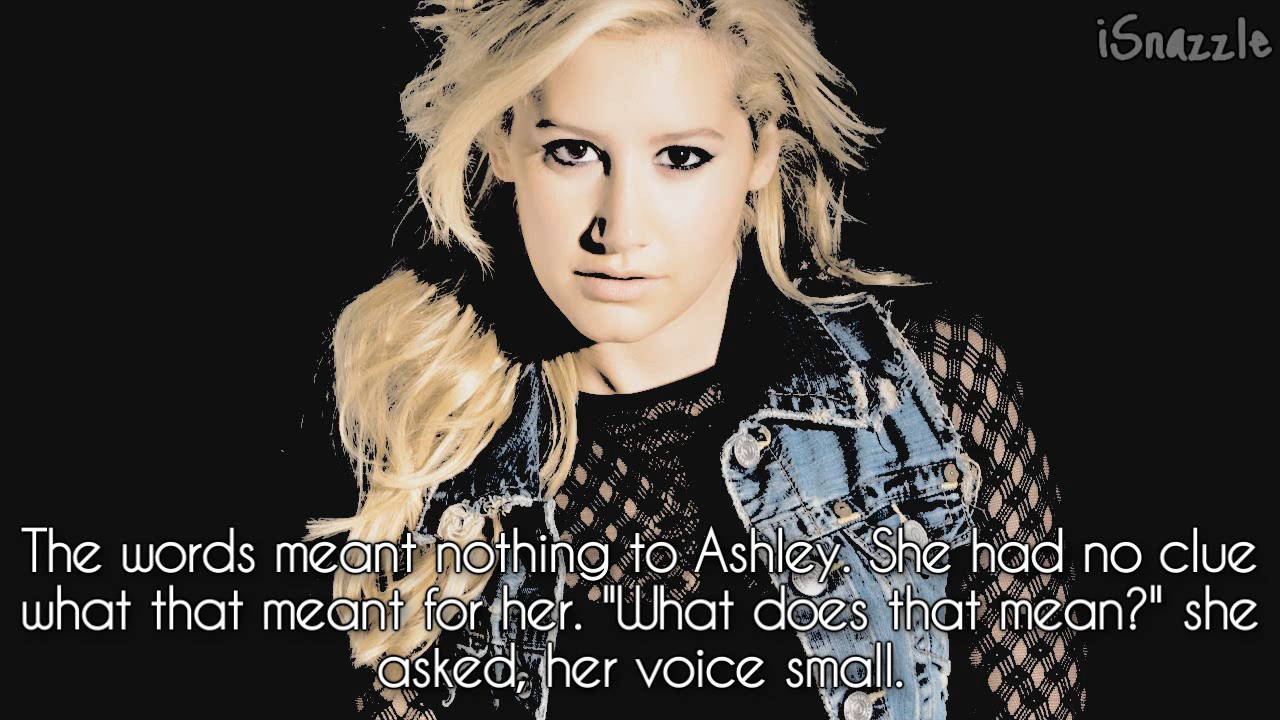 iSnazzle
The words meant nothing to Ashley. She had no clue
what that meant for her. "What does that mean?" she
asked, her voice small.